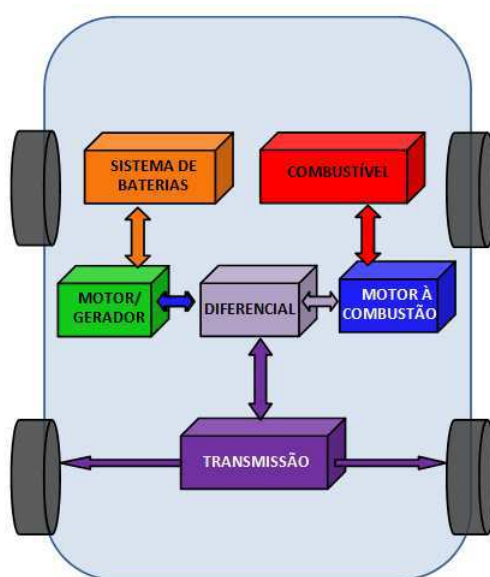 SISTEMA DE
BATERIAS
COMBUSTÍVEL
MOTOR/
GERADOR
DIFERENCIAL
MOTOR À
COMBUSTÃO
TRANSMISSÃO